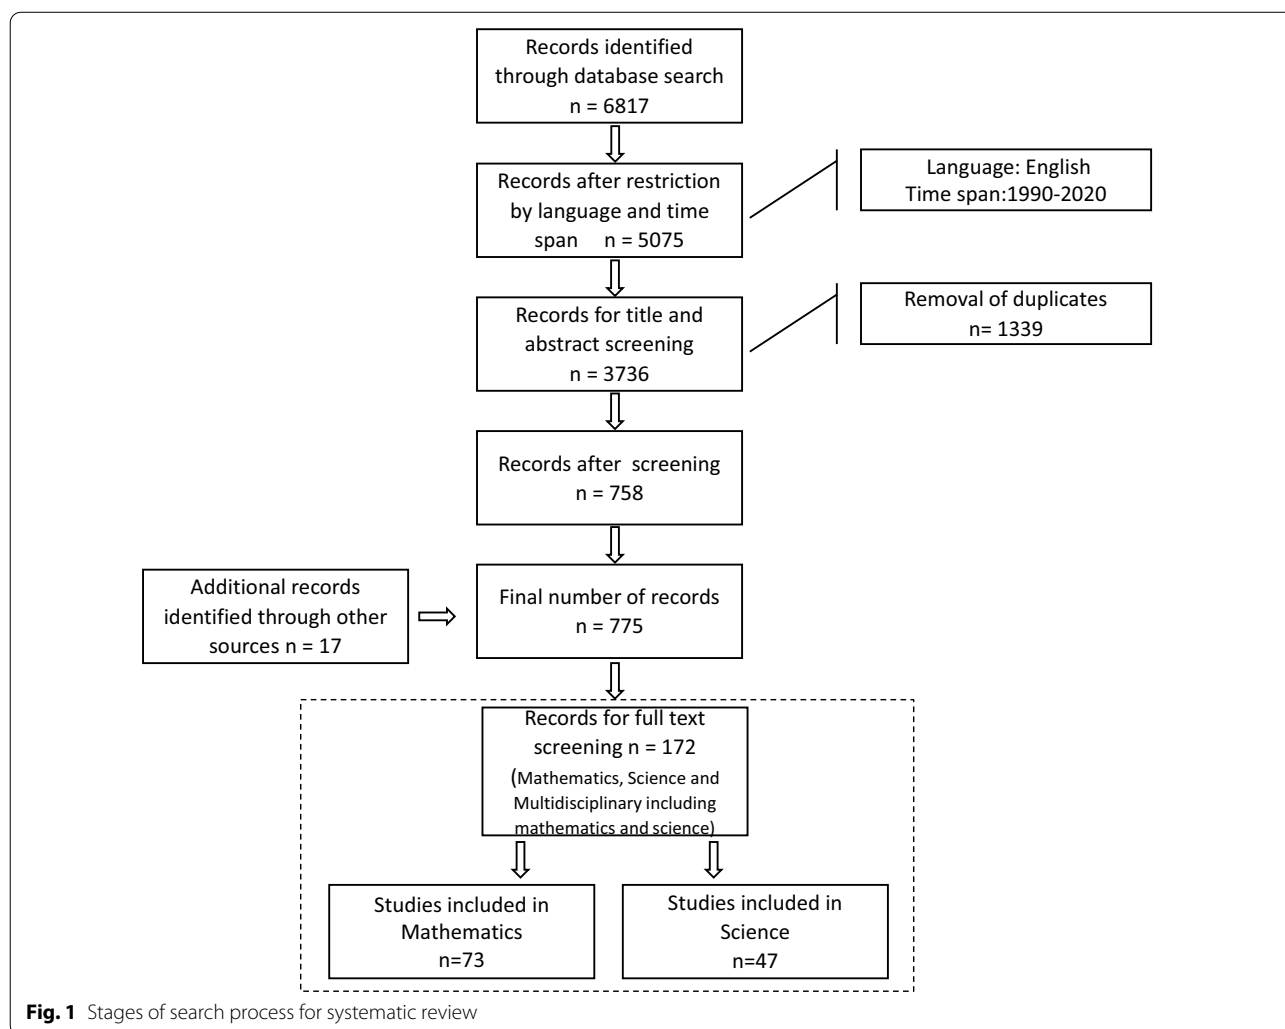 Records identified
through database search
n = 6817
Records after restriction
by language and time
span n = 5075
Language: English
Time span:1990-2020
Records for title and
abstract screening
n = 3736
Removal of duplicates
n= 1339
Records after screening
n = 758
Additional records
identified through other
sources n = 17
Final number of records
n = 775
Records for full text
screening n = 172
(Mathematics, Science and
Multidisciplinary including
mathematics and science)
Studies included in
Mathematics
n=73
Studies included in
Science
n=47
Fig. 1 Stages of search process for systematic review